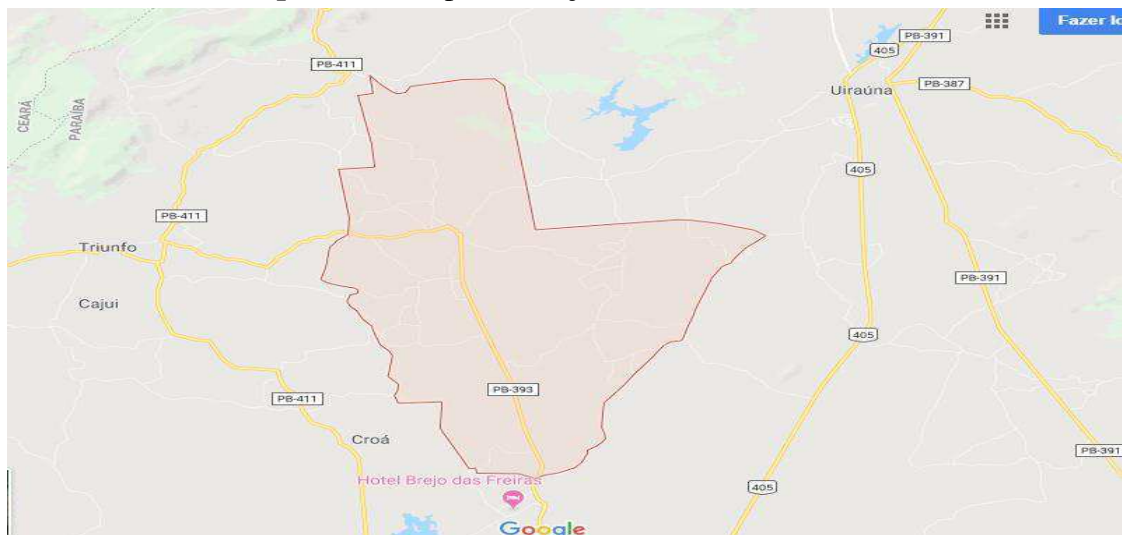 Fazer lo
PB-391
405
PB-411
PB-387
Uiraúna
CEARÁ
PARAÍBA
405
PB-411
Triunfo
PB-391
Cajui
405
PB-393
PB-411
Croá
PB-391
Hotel Brejo das Freiras
405
Google